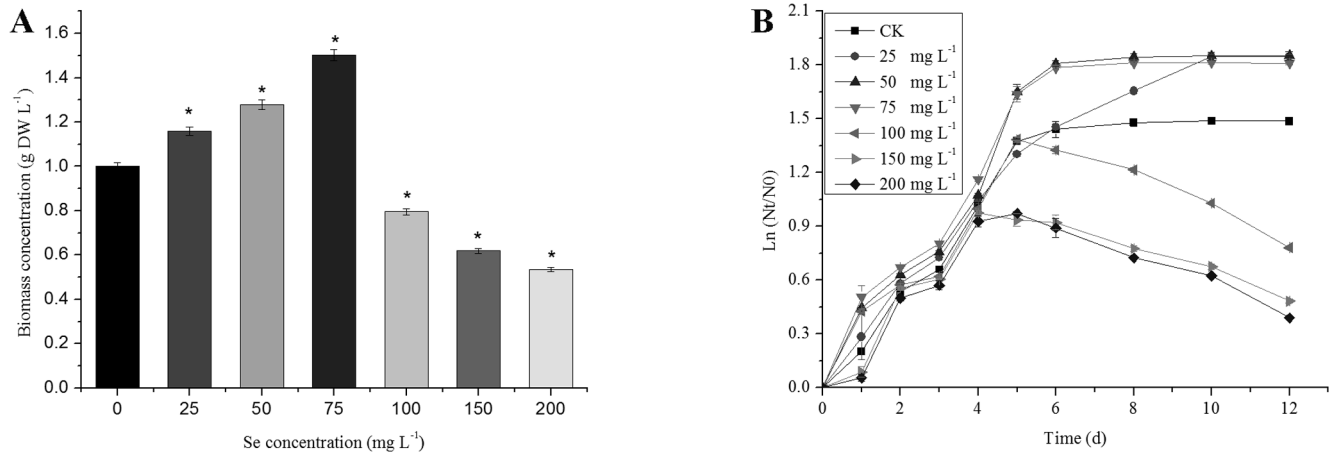 A
Biomass concentration (g DW L⁻¹)
1.6
1.4
1.2
1.0
0.8
0.6
0.4
0.2
0.0
* * * * * *
0 25 50 75 100 150 200
Se concentration (mg L⁻¹)
B
Ln (Nt/N0)
2.1
1.8
1.5
1.2
0.9
0.6
0.3
0.0
CK
25 mg L⁻¹
50 mg L⁻¹
75 mg L⁻¹
100 mg L⁻¹
150 mg L⁻¹
200 mg L⁻¹
0 2 4 6 8 10 12
Time (d)